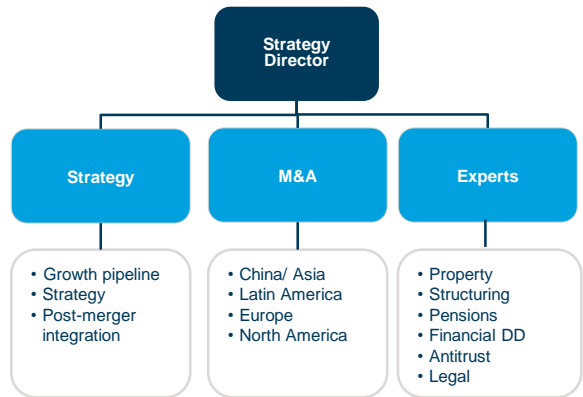 Strategy
Director
Strategy
M&A
Experts
• Growth pipeline
• Strategy
• Post-merger
integration
• China/ Asia
• Latin America
• Europe
• North America
• Property
• Structuring
• Pensions
• Financial DD
• Antitrust
• Legal